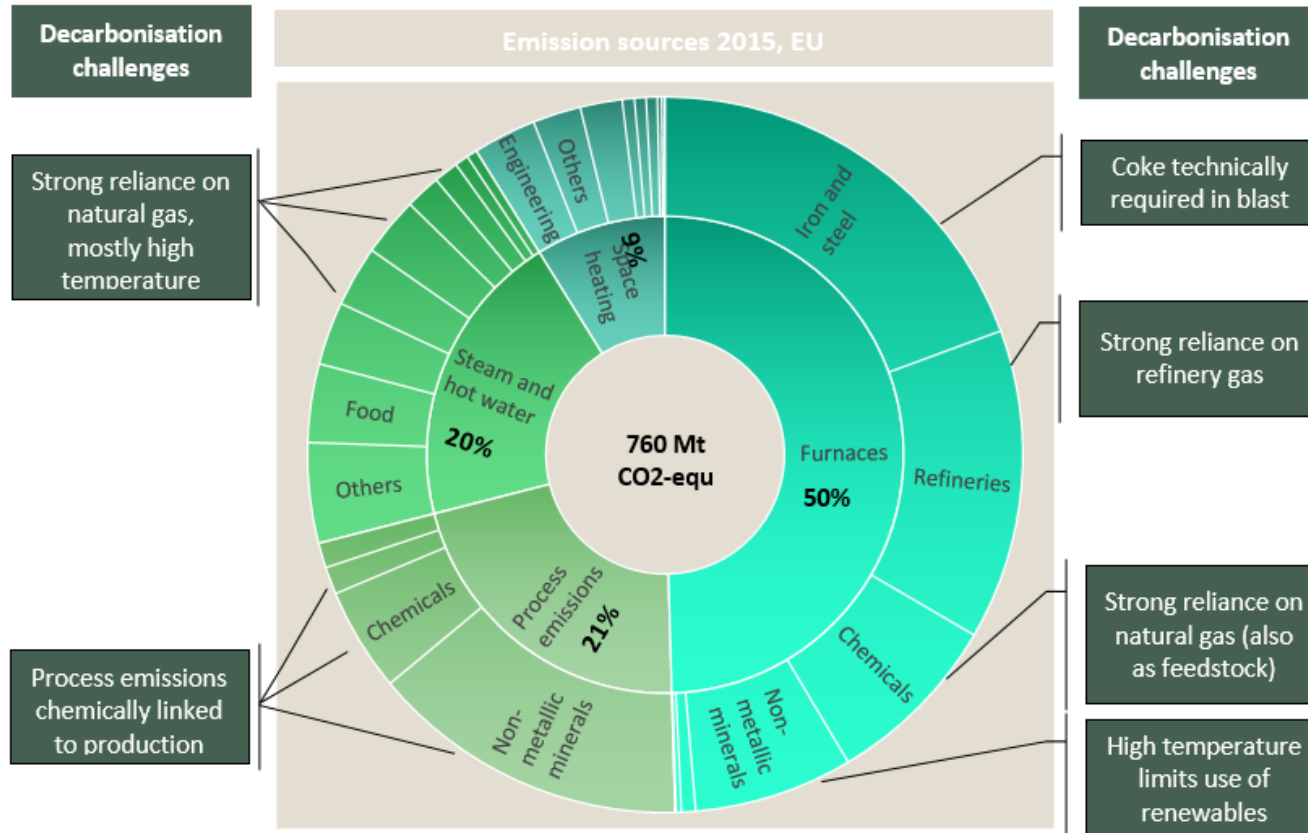 Decarbonisation
challenges
Emission sources 2015, EU
Decarbonisation
challenges
Strong reliance on
natural gas,
mostly high
temperature
Process emissions
chemically linked
to production
Engineering
Others
9%
Space
heating
Steam and
hot water
20%
Food
Others
Chemicals
Process
emissions
21%
Non-
metallic
minerals
760 Mt
CO2-equ
Iron and
steel
Furnaces
50%
Refineries
Chemicals
Non-
metallic
minerals
Coke technically
required in blast
Strong reliance on
refinery gas
Strong reliance on
natural gas (also
as feedstock)
High temperature
limits use of
renewables